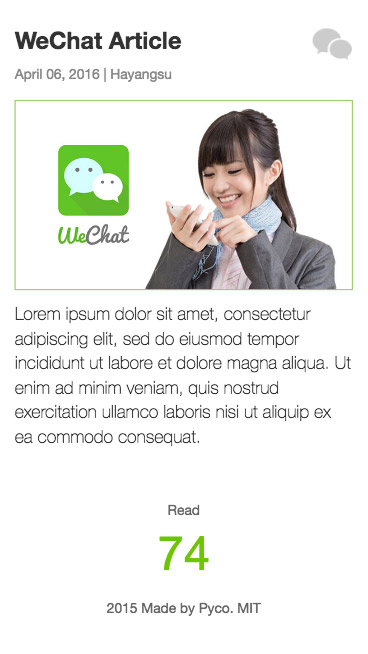 WeChat Article
April 06, 2016 | Hayangsu
WeChat
Lorem ipsum dolor sit amet, consectetur
adipiscing elit, sed do eiusmod tempor
incididunt ut labore et dolore magna aliqua. Ut
enim ad minim veniam, quis nostrud
exercitation ullamco laboris nisi ut aliquip ex
ea commodo consequat.
Read
74
2015 Made by Pyco. MIT